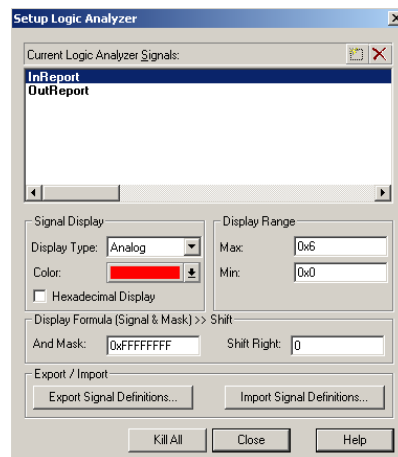 Setup Logic Analyzer
Current Logic Analyzer Signals:
InReport
OutReport
Signal Display
Display Range
Display Type: Analog
Max: 0x6
Color:
Min: 0x0
Hexadecimal Display
Display Formula (Signal & Mask) >> Shift
And Mask: 0xFFFFFFFF
Shift Right: 0
Export / Import
Export Signal Definitions...
Import Signal Definitions...
Kill All
Close
Help